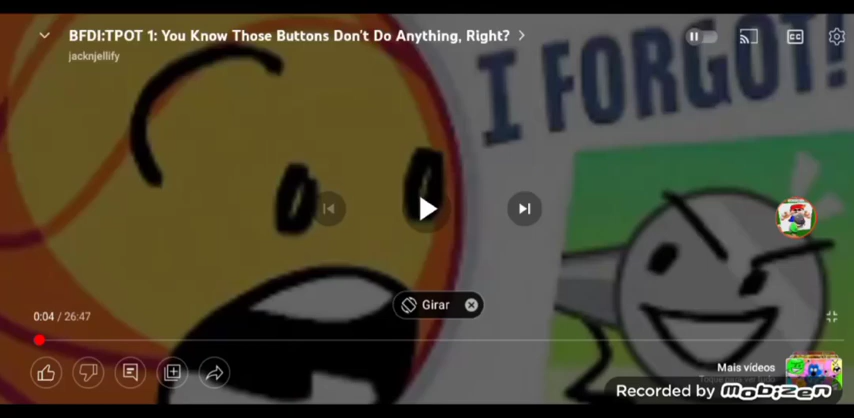 BFDI:TPOT 1: You Know Those Buttons Don't Do Anything, Right?
CC
jacknjellify
I FORGOT!
Girar
0:04 / 26:47
Mais vídeos
Recorded by mobizen